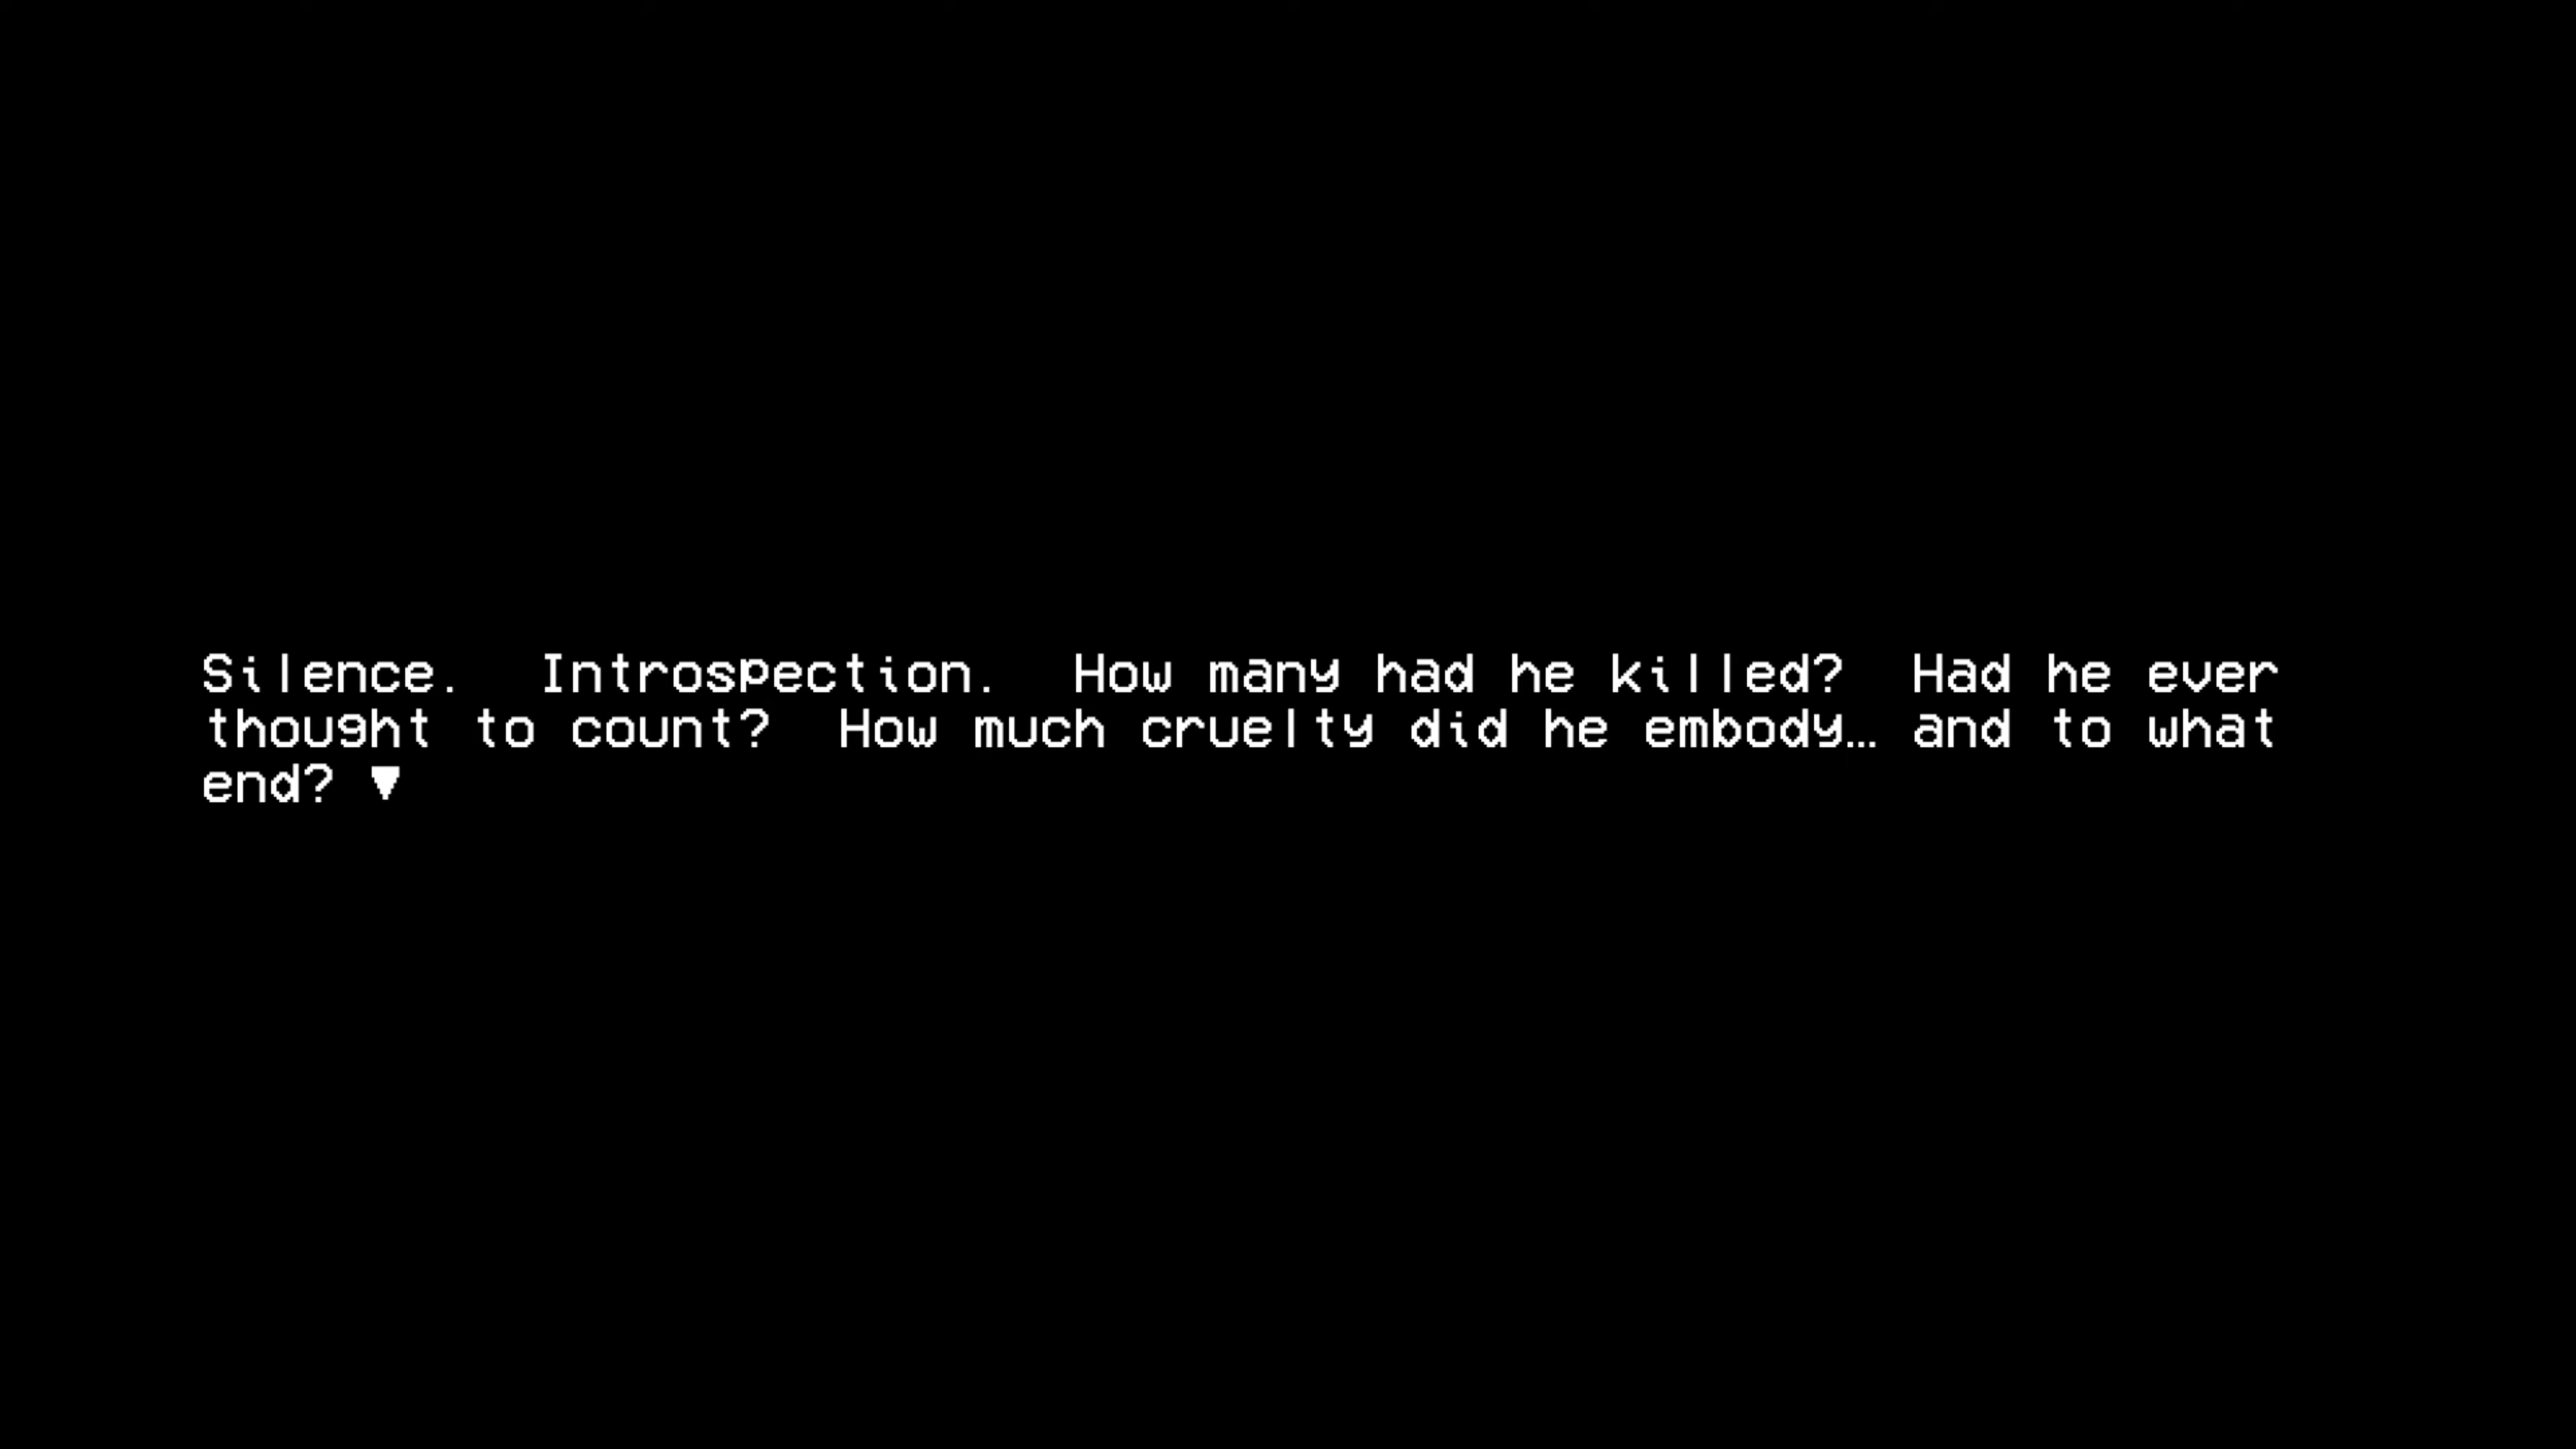 Silence.  Introspection.  How many had he killed?  Had he ever
thought to count?  How much cruelty did he embody… and to what
end? ▼